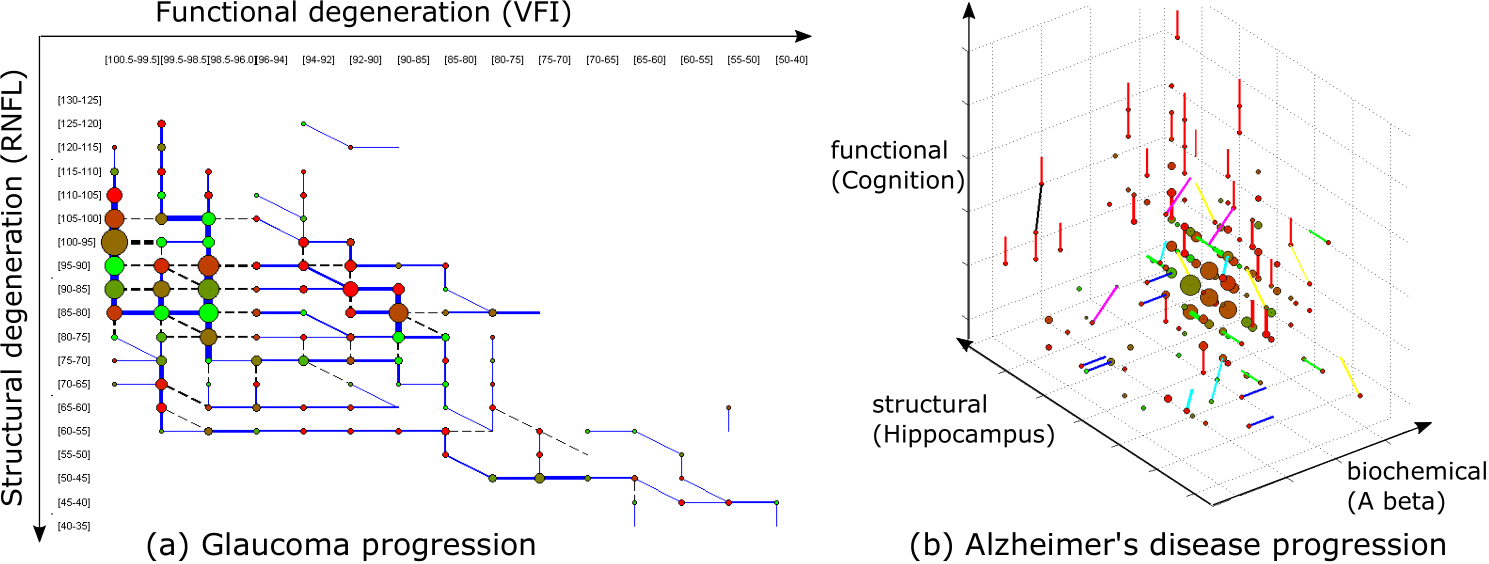 Functional degeneration (VFI)
Structural degeneration (RNFL)
[100.5-99.5] [99.5-98.5] [98.5-96.0] [96-94] [94-92] [92-90] [90-85] [85-80] [80-75] [75-70] [70-65] [65-60] [60-55] [55-50] [50-40]
[130-125]
[125-120]
[120-115]
[115-110]
[110-105]
[105-100]
[100-95]
[95-90]
[90-85]
[85-80]
[80-75]
[75-70]
[70-65]
[65-60]
[60-55]
[55-50]
[50-45]
[45-40]
[40-35]
(a) Glaucoma progression
functional
(Cognition)
structural
(Hippocampus)
biochemical
(A beta)
(b) Alzheimer's disease progression